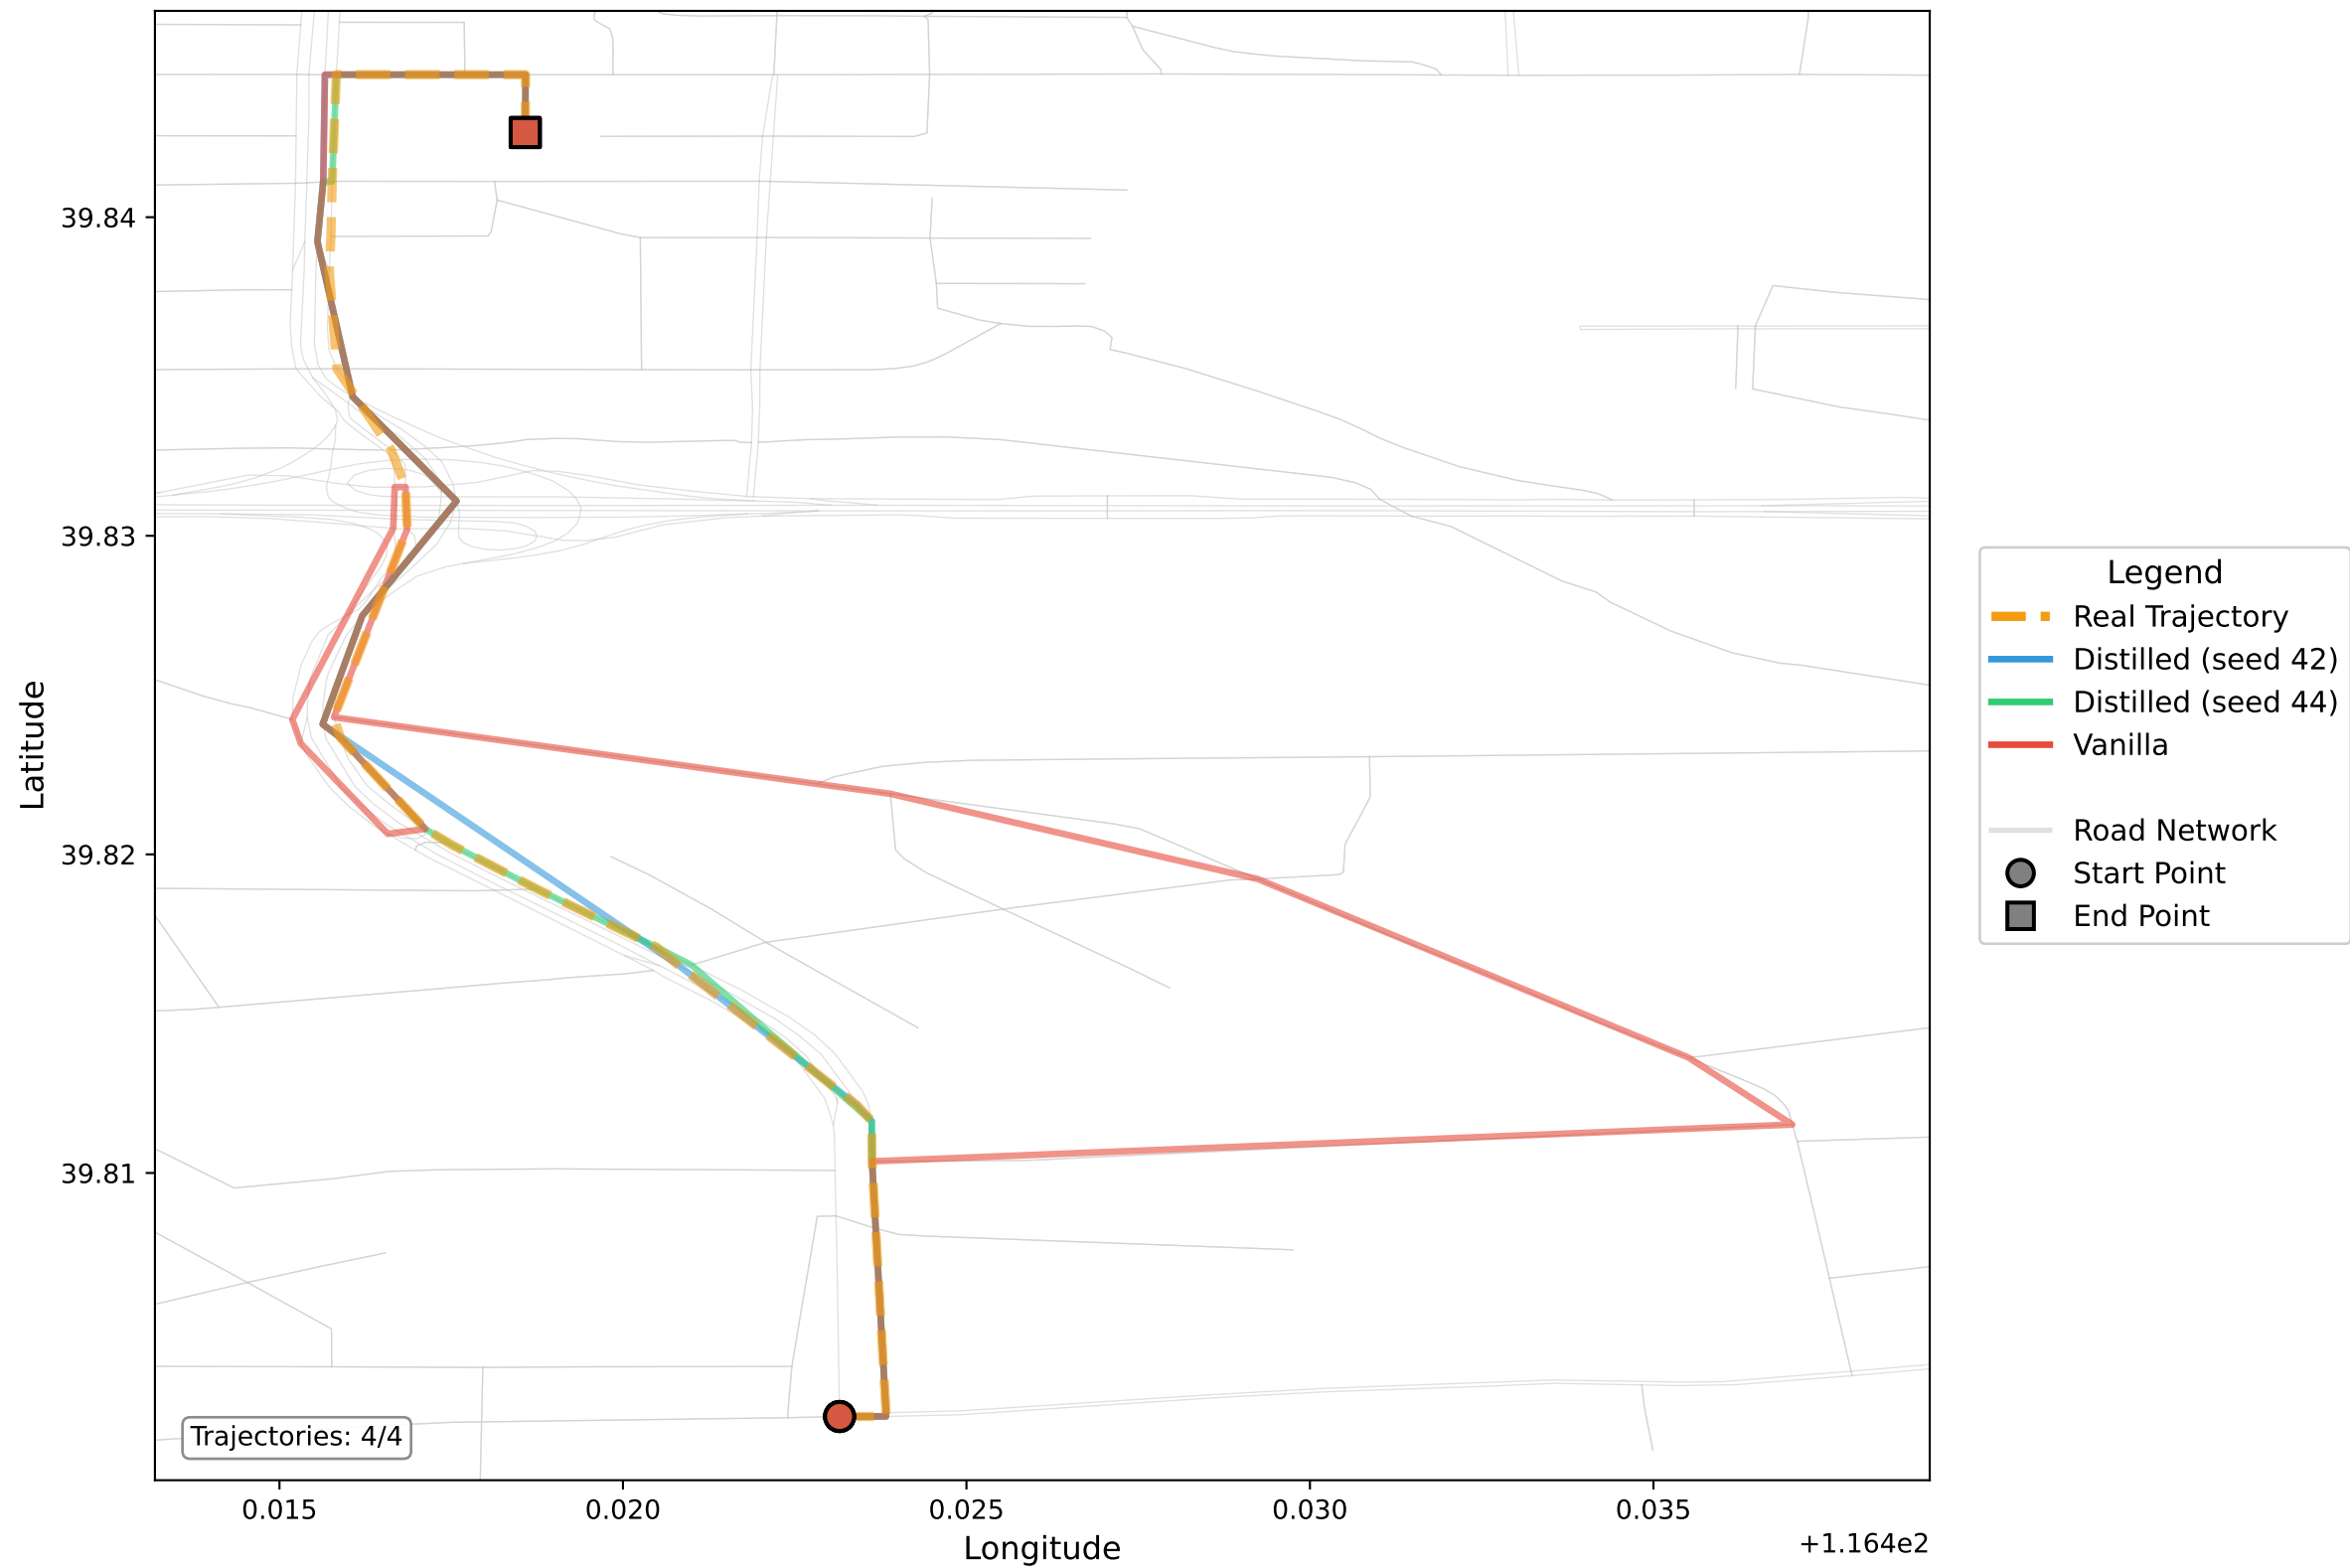 39.84
39.83
39.82
39.81
Latitude
0.015
0.020
0.025
0.030
0.035
+1.164e2
Longitude
Trajectories: 4/4
Legend
Real Trajectory
Distilled (seed 42)
Distilled (seed 44)
Vanilla
Road Network
Start Point
End Point